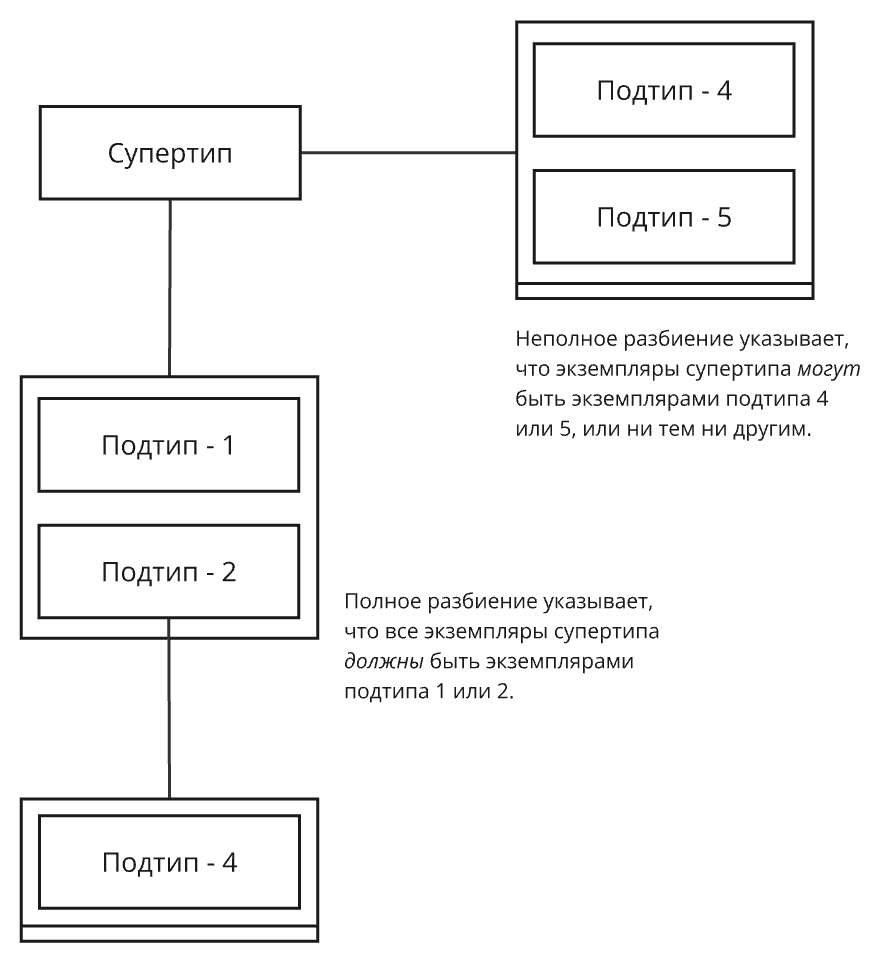 Супертип
Подтип - 4
Подтип - 5
Неполное разбиение указывает,
что экземпляры супертипа могут
быть экземплярами подтипа 4
или 5, или ни тем ни другим.
Подтип - 1
Подтип - 2
Полное разбиение указывает,
что все экземпляры супертипа
должны быть экземплярами
подтипа 1 или 2.
Подтип - 4